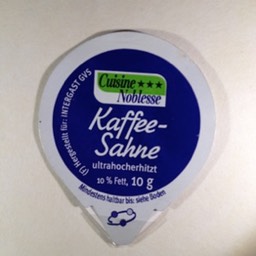 Cuisine ★★★
Noblesse
Kaffee-
Sahne
ultrahocherhitzt
10 % Fett, 10 g
Mindestens haltbar bis: siehe Boden
(F) Hergestellt für: INTERGAST GVS